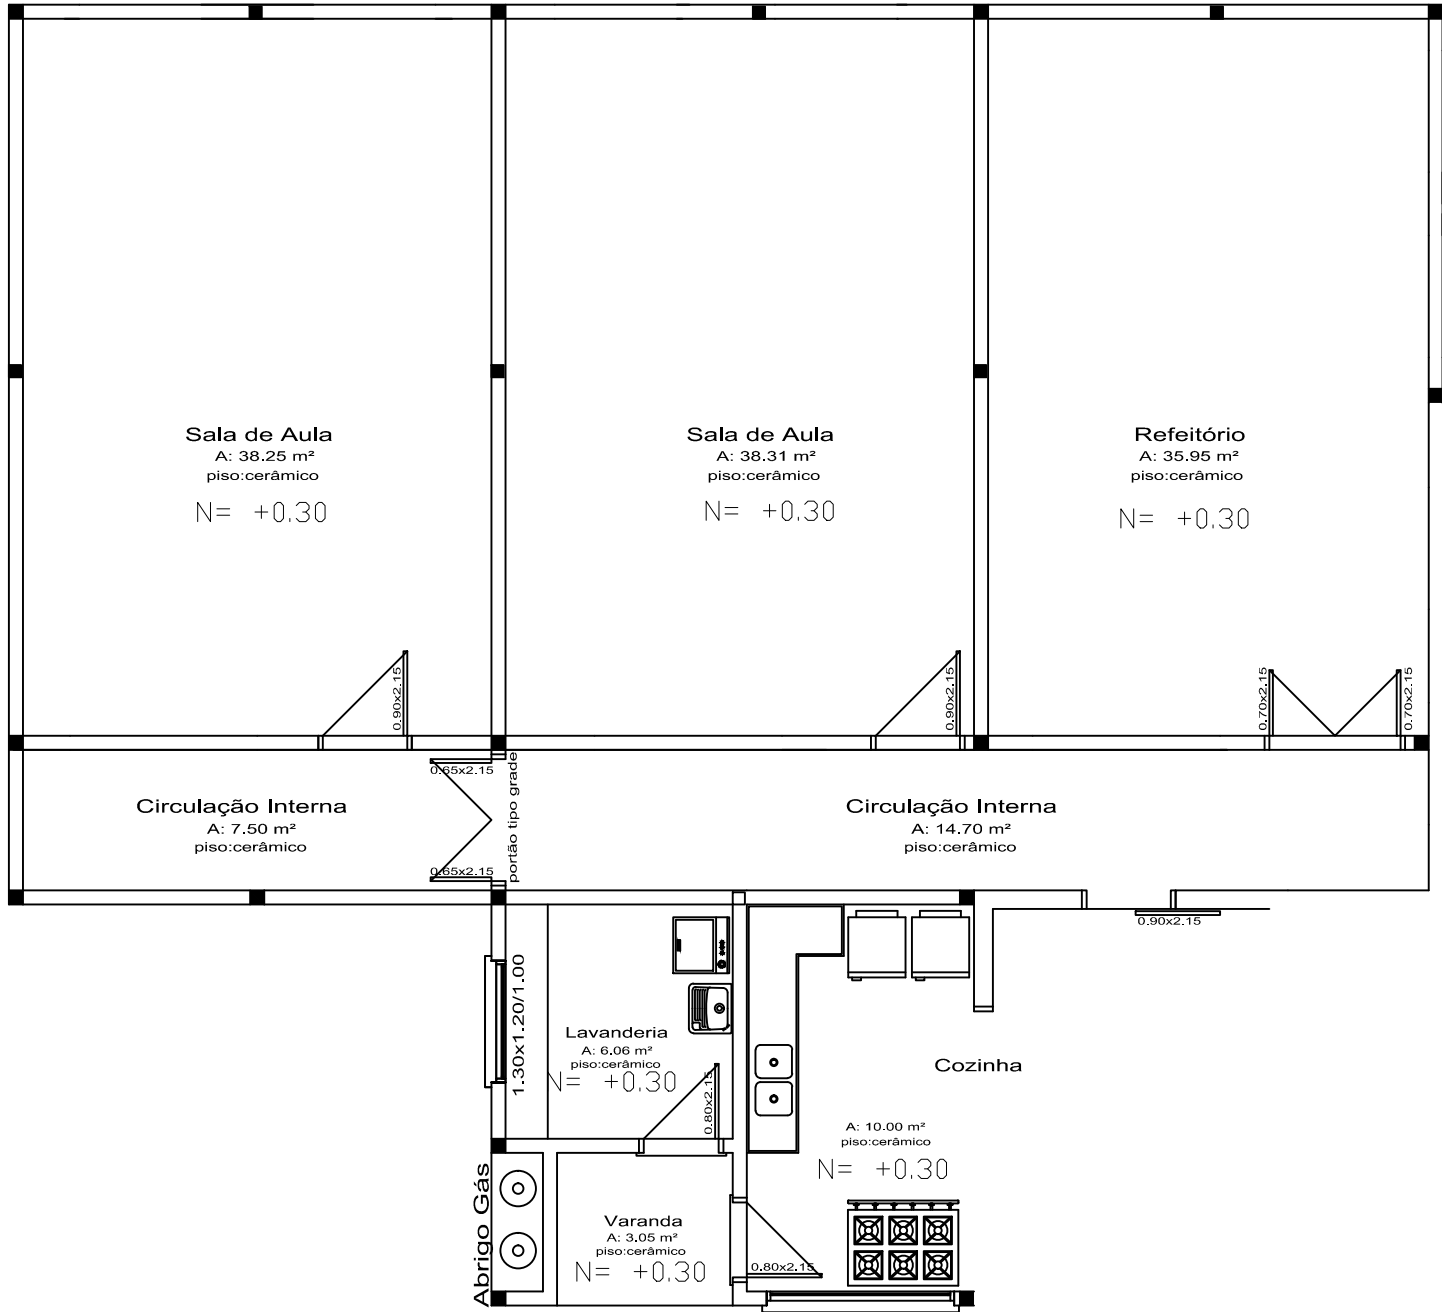 Sala de Aula
A: 38.25 m²
piso:cerâmico
N= +0.30
0.90x2.15
Sala de Aula
A: 38.31 m²
piso:cerâmico
N= +0.30
0.90x2.15
Refeitório
A: 35.95 m²
piso:cerâmico
N= +0.30
0.70x2.15
0.70x2.15
Circulação Interna
A: 7.50 m²
piso:cerâmico
0.65x2.15
0.65x2.15
portão tipo grade
Circulação Interna
A: 14.70 m²
piso:cerâmico
0.90x2.15
1.30x1.20/1.00
Lavanderia
A: 6.06 m²
piso:cerâmico
N= +0.30
0.80x2.15
Cozinha
A: 10.00 m²
piso:cerâmico
N= +0.30
Abrigo Gás
Varanda
A: 3.05 m²
piso:cerâmico
N= +0.30
0.80x2.15